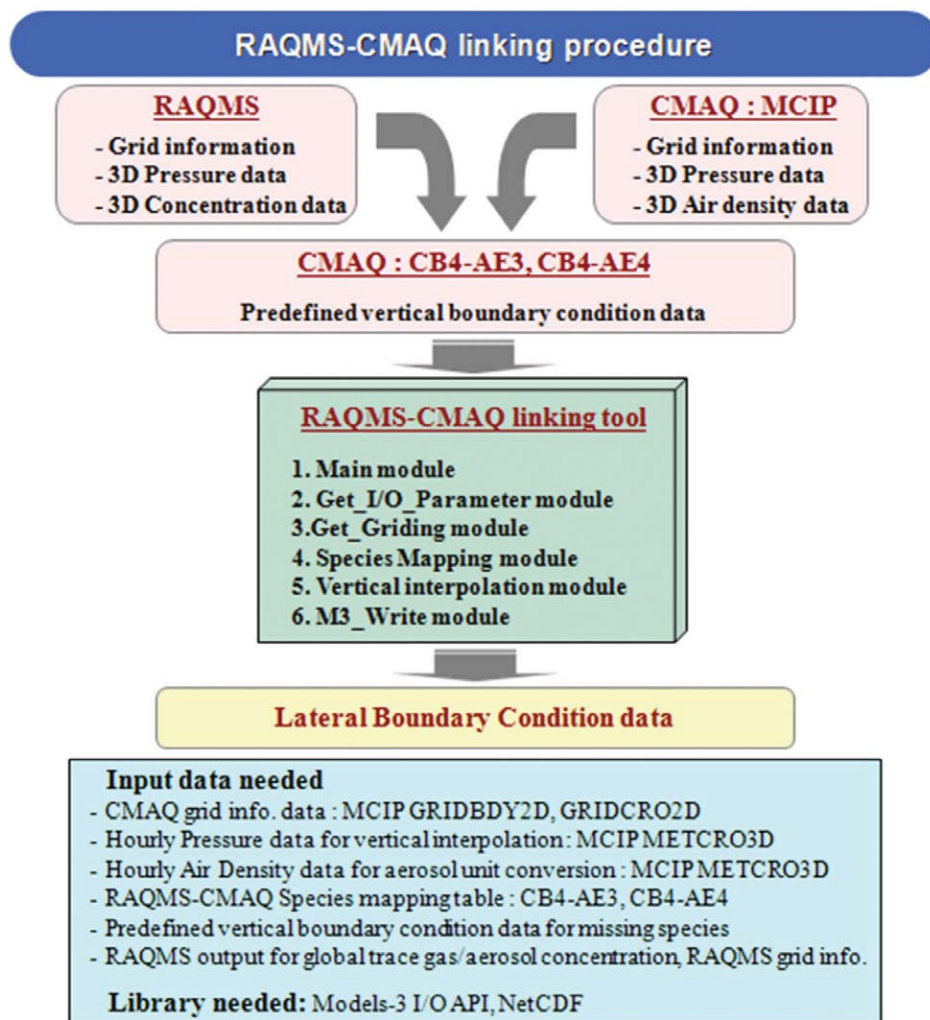 RAQMS-CMAQ linking procedure
RAQMS
- Grid information
- 3D Pressure data
- 3D Concentration data
CMAQ : MCIP
- Grid information
- 3D Pressure data
- 3D Air density data
CMAQ : CB4-AE3, CB4-AE4
Predefined vertical boundary condition data
RAQMS-CMAQ linking tool
1. Main module
2. Get_I/O_Parameter module
3.Get_Griding module
4. Species Mapping module
5. Vertical interpolation module
6. M3_Write module
Lateral Boundary Condition data
Input data needed
- CMAQ grid info. data : MCIP GRIDBDY2D, GRIDCRO2D
- Hourly Pressure data for vertical interpolation : MCIP METCRO3D
- Hourly Air Density data for aerosol unit conversion : MCIP METCRO3D
- RAQMS-CMAQ Species mapping table : CB4-AE3, CB4-AE4
- Predefined vertical boundary condition data for missing species
- RAQMS output for global trace gas/aerosol concentration, RAQMS grid info.
Library needed: Models-3 I/O API, NetCDF